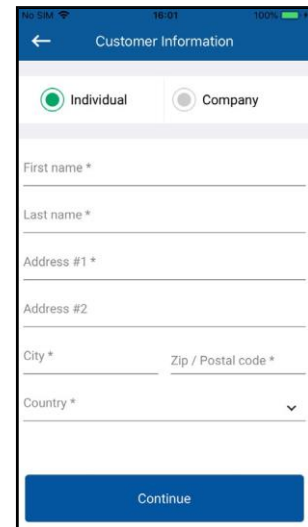 No SIM 16:01 100%
Customer Information
Individual Company
First name *
Last name *
Address #1 *
Address #2
City * Zip / Postal code *
Country *
Continue